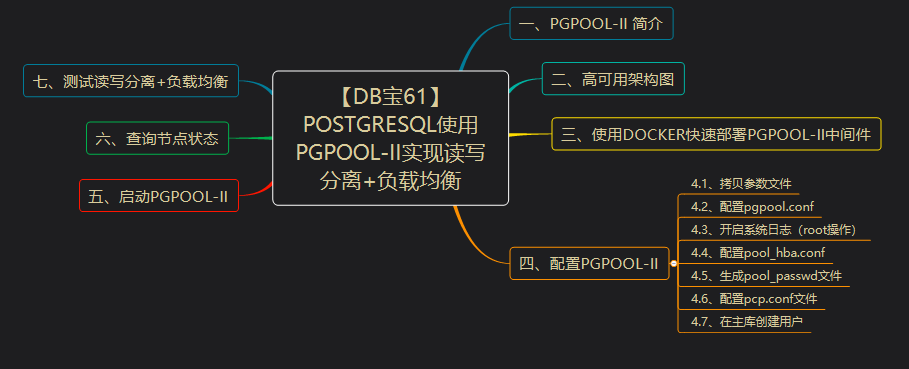 【DB宝61】
POSTGRESQL使用
PGPOOL-II实现读写
分离+负载均衡
一、PGPOOL-II 简介
二、高可用架构图
三、使用DOCKER快速部署PGPOOL-II中间件
四、配置PGPOOL-II
4.1、拷贝参数文件
4.2、配置pgpool.conf
4.3、开启系统日志（root操作）
4.4、配置pool_hba.conf
4.5、生成pool_passwd文件
4.6、配置pcp.conf文件
4.7、在主库创建用户
五、启动PGPOOL-II
六、查询节点状态
七、测试读写分离+负载均衡